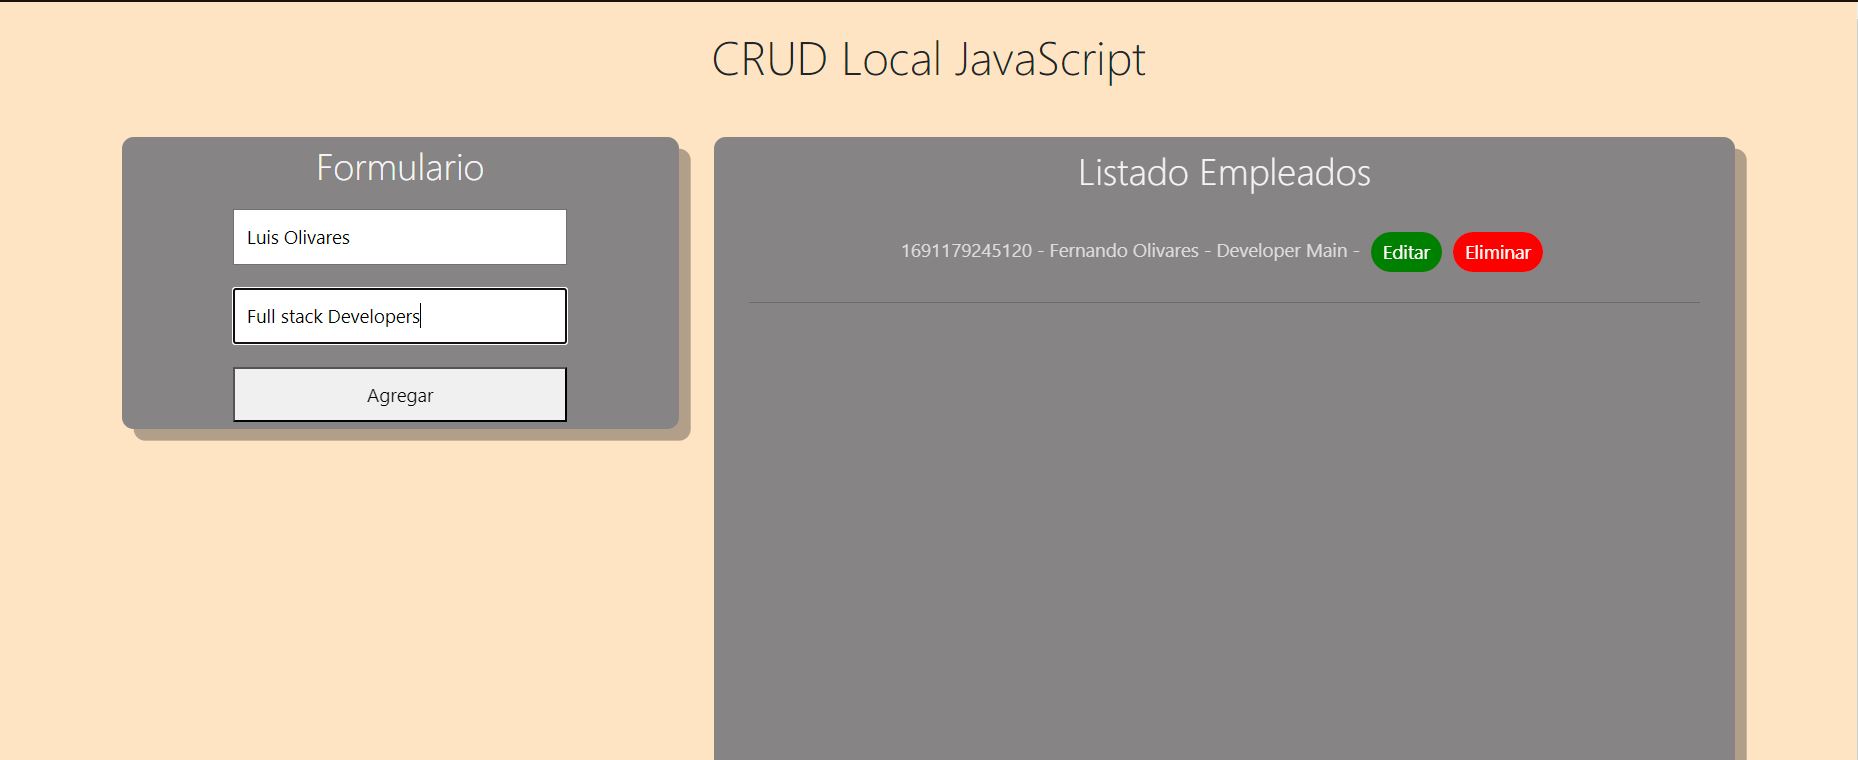 CRUD Local JavaScript
Formulario
Luis Olivares
Full stack Developers
Agregar
Listado Empleados
1691179245120 - Fernando Olivares - Developer Main - Editar Eliminar